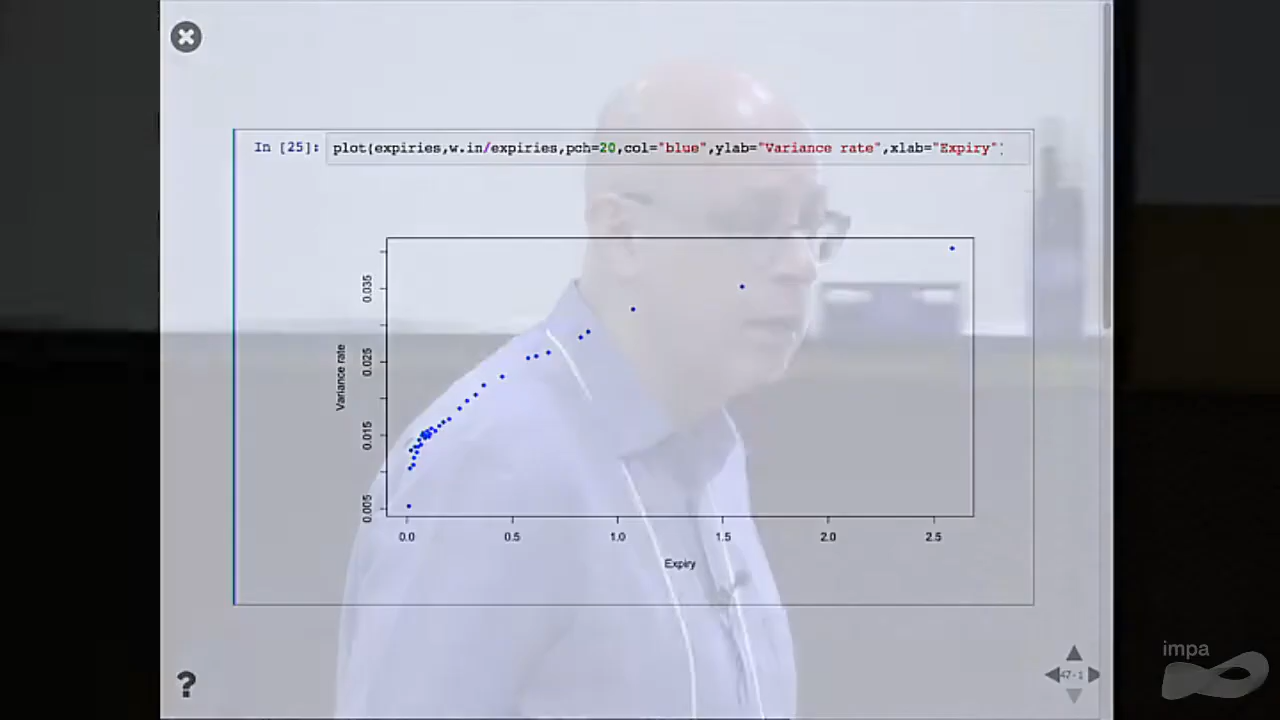 In [25]: plot(expiries,w.in/expiries,pch=20,col="blue",ylab="Variance rate",xlab="Expiry")
0.035
0.025
0.015
0.005
Variance rate
0.0 0.5 1.0 1.5 2.0 2.5
Expiry
?
47-1
impa